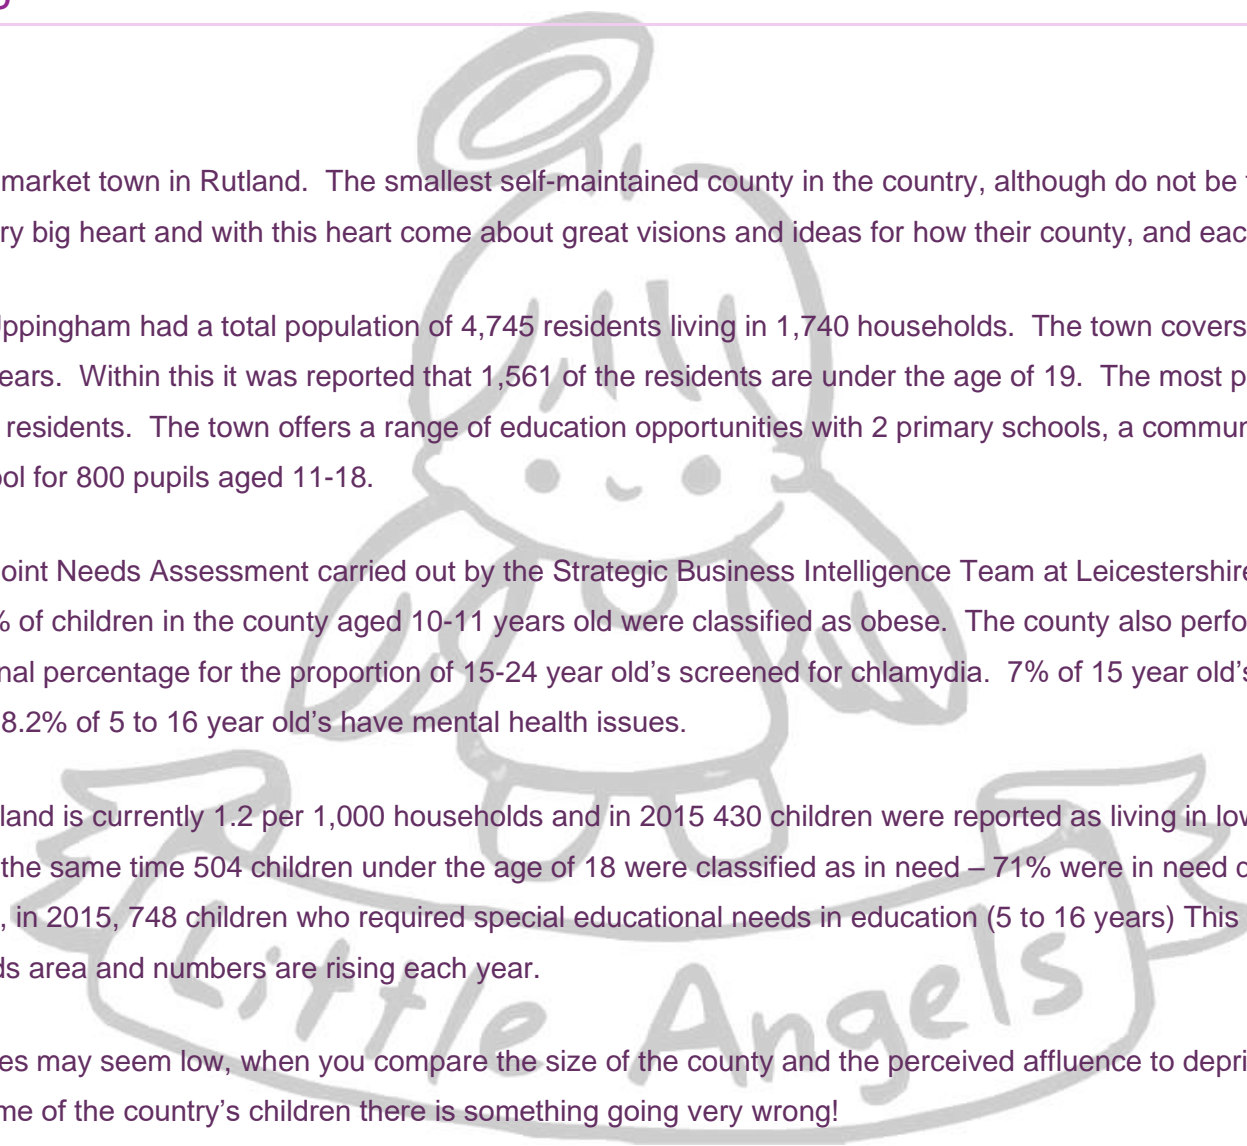 market town in Rutland.  The smallest self-maintained county in the country, although do not be
ry big heart and with this heart come about great visions and ideas for how their county, and eac
Uppingham had a total population of 4,745 residents living in 1,740 households.  The town covers
ears.  Within this it was reported that 1,561 of the residents are under the age of 19.  The most p
residents.  The town offers a range of education opportunities with 2 primary schools, a commun
ol for 800 pupils aged 11-18.
oint Needs Assessment carried out by the Strategic Business Intelligence Team at Leicestershire
% of children in the county aged 10-11 years old were classified as obese.  The county also perfo
nal percentage for the proportion of 15-24 year old’s screened for chlamydia.  7% of 15 year old’s
8.2% of 5 to 16 year old’s have mental health issues.
land is currently 1.2 per 1,000 households and in 2015 430 children were reported as living in low
the same time 504 children under the age of 18 were classified as in need – 71% were in need
, in 2015, 748 children who required special educational needs in education (5 to 16 years) This
ds area and numbers are rising each year.
es may seem low, when you compare the size of the county and the perceived affluence to depri
me of the country’s children there is something going very wrong!
Little Angels